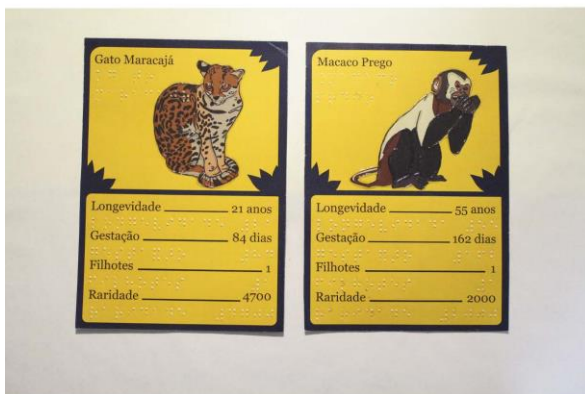 Gato Maracajá
Longevidade 21 anos
Gestação 84 dias
Filhotes 1
Raridade 4700
Macaco Prego
Longevidade 55 anos
Gestação 162 dias
Filhotes 1
Raridade 2000